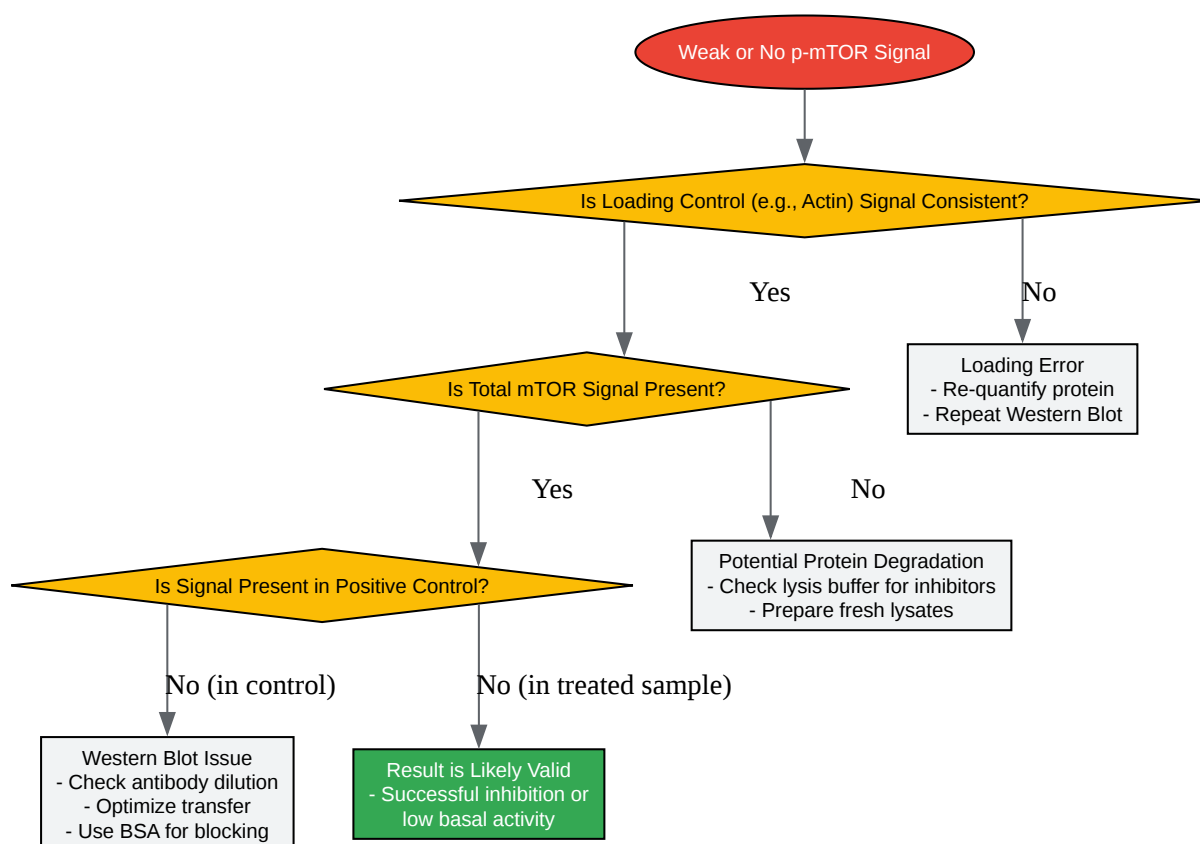 Weak or No p-mTOR Signal
Is Loading Control (e.g., Actin) Signal Consistent?
Yes
No
Loading Error
- Re-quantify protein
- Repeat Western Blot
Is Total mTOR Signal Present?
Yes
No
Potential Protein Degradation
- Check lysis buffer for inhibitors
- Prepare fresh lysates
Is Signal Present in Positive Control?
No (in control)
No (in treated sample)
Western Blot Issue
- Check antibody dilution
- Optimize transfer
- Use BSA for blocking
Result is Likely Valid
- Successful inhibition or
low basal activity